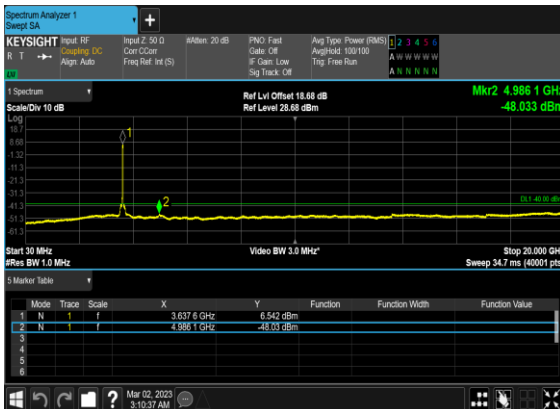 Spectrum Analyzer 1
Swept SA
+
KEYSIGHT Input: RF Input Z: 50 Ω #Atten: 20 dB PNO: Fast Avg Type: Power (RMS) 1 2 3 4 5 6
R T Coupling: DC Corr CCorr Gate: Off Avg|Hold: 100/100 A W W W W W
Align: Auto Freq Ref: Int (S) IF Gain: Low Trig: Free Run
Sig Track: Off A N N N N N
1 Spectrum Ref Lvl Offset 18.68 dB Mkr2 4.986 1 GHz
Scale/Div 10 dB Ref Level 28.68 dBm -48.033 dBm
Log
18.7
8.68
-1.32
-11.3
-21.3
-31.3
-41.3
-51.3
-61.3
1
2
DL1 -40.00 dBm
Start 30 MHz Video BW 3.0 MHz* Stop 20.000 GHz
#Res BW 1.0 MHz Sweep 34.7 ms (40001 pts)
5 Marker Table
Mode Trace Scale X Y Function Function Width Function Value
1 N 1 f 3.637 6 GHz 6.542 dBm
2 N 1 f 4.986 1 GHz -48.03 dBm
3
4
5
6
? Mar 02, 2023
3:10:37 AM